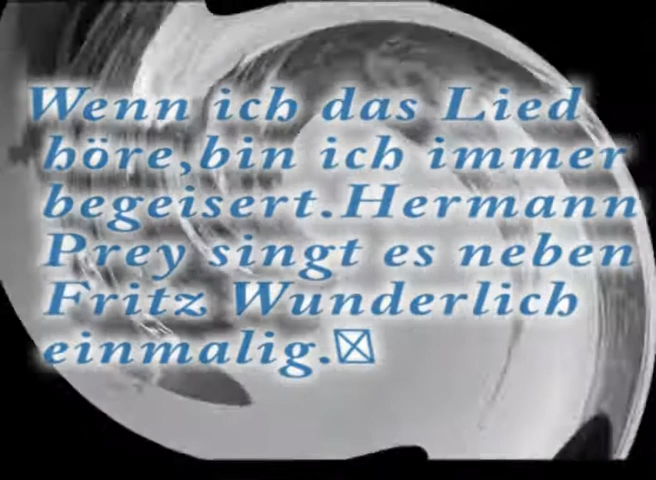 Wenn ich das Lied
höre,bin ich immer
begeisert.Hermann
Prey singt es neben
Fritz Wunderlich
einmalig.